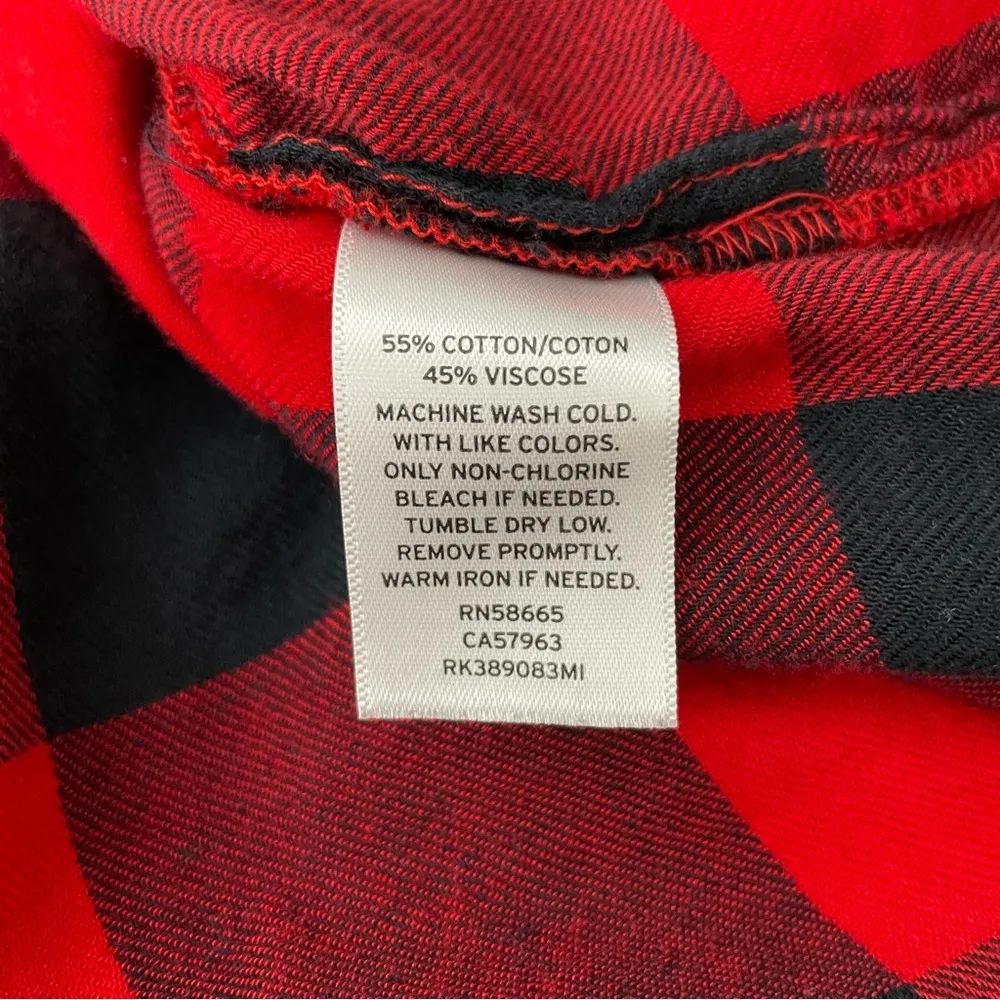 55% COTTON/COTON
45% VISCOSE
MACHINE WASH COLD.
WITH LIKE COLORS.
ONLY NON-CHLORINE
BLEACH IF NEEDED.
TUMBLE DRY LOW.
REMOVE PROMPTLY.
WARM IRON IF NEEDED.
RN58665
CA57963
RK389083MI